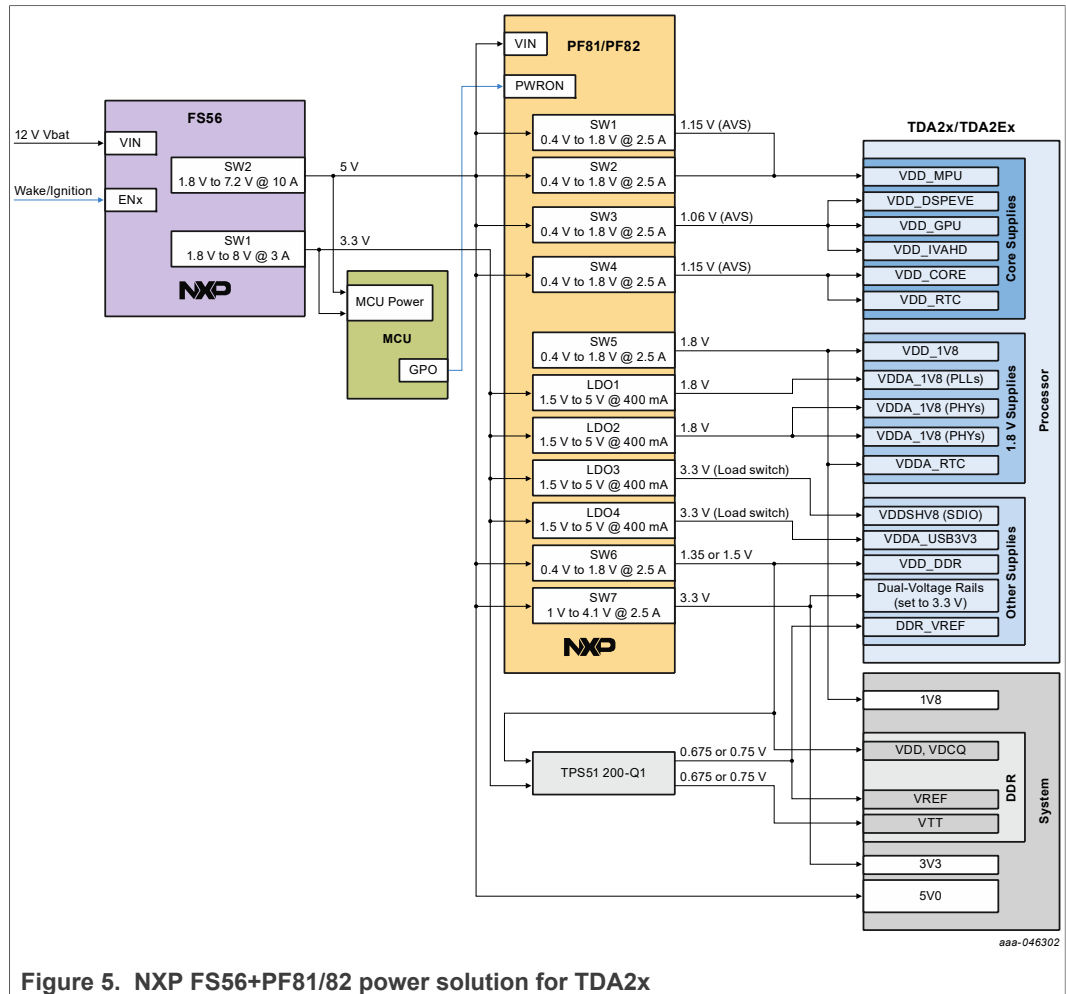 VIN
PF81/PF82
PWRON
FS56
12 V Vbat
VIN
SW2
1.8 V to 7.2 V @ 10 A
5 V
Wake/Ignition
ENx
SW1
1.8 V to 8 V @ 3 A
3.3 V
NXP
MCU Power
MCU
GPO
SW1
0.4 V to 1.8 V @ 2.5 A
1.15 V (AVS)
SW2
0.4 V to 1.8 V @ 2.5 A
SW3
0.4 V to 1.8 V @ 2.5 A
1.06 V (AVS)
SW4
0.4 V to 1.8 V @ 2.5 A
1.15 V (AVS)
SW5
0.4 V to 1.8 V @ 2.5 A
1.8 V
LDO1
1.5 V to 5 V @ 400 mA
1.8 V
LDO2
1.5 V to 5 V @ 400 mA
1.8 V
LDO3
1.5 V to 5 V @ 400 mA
3.3 V (Load switch)
LDO4
1.5 V to 5 V @ 400 mA
3.3 V (Load switch)
SW6
0.4 V to 1.8 V @ 2.5 A
1.35 or 1.5 V
SW7
1 V to 4.1 V @ 2.5 A
3.3 V
NXP
TPS51 200-Q1
0.675 or 0.75 V
0.675 or 0.75 V
TDA2x/TDA2Ex
VDD_MPU
VDD_DSPEVE
VDD_GPU
VDD_IVAHD
VDD_CORE
VDD_RTC
Core Supplies
VDD_1V8
VDDA_1V8 (PLLs)
VDDA_1V8 (PHYs)
VDDA_1V8 (PHYs)
VDDA_RTC
1.8 V Supplies
VDDSHV8 (SDIO)
VDDA_USB3V3
VDD_DDR
Dual-Voltage Rails
(set to 3.3 V)
DDR_VREF
Other Supplies
Processor
1V8
VDD, VDCQ
VREF
VTT
DDR
3V3
5V0
System
aaa-046302
Figure 5. NXP FS56+PF81/82 power solution for TDA2x